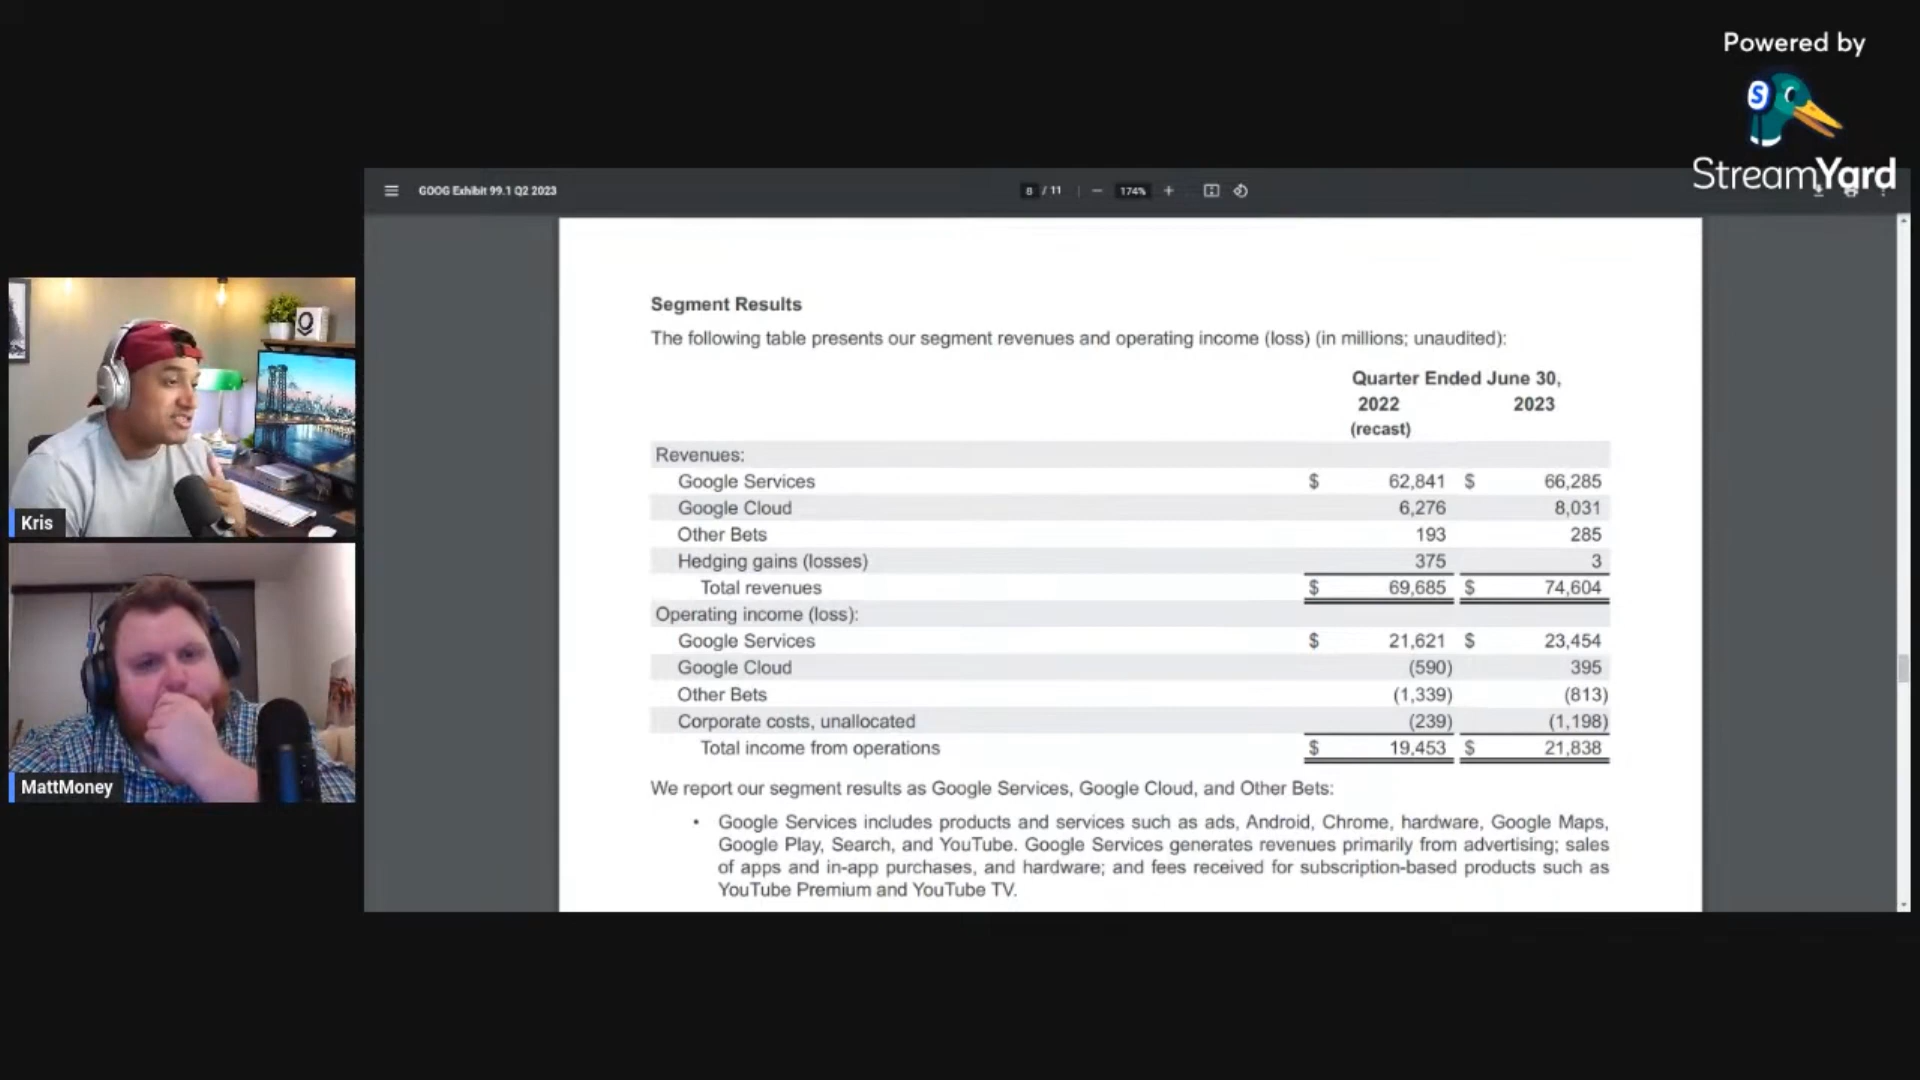 Powered by
StreamYard
GOOG Exhibit 99.1 Q2 2023
8 / 11
174%
Segment Results
The following table presents our segment revenues and operating income (loss) (in millions; unaudited):
Quarter Ended June 30,
2022 2023
(recast)
Revenues:
Google Services $ 62,841 $ 66,285
Google Cloud 6,276 8,031
Other Bets 193 285
Hedging gains (losses) 375 3
Total revenues $ 69,685 $ 74,604
Operating income (loss):
Google Services $ 21,621 $ 23,454
Google Cloud (590) 395
Other Bets (1,339) (813)
Corporate costs, unallocated (239) (1,198)
Total income from operations $ 19,453 $ 21,838
We report our segment results as Google Services, Google Cloud, and Other Bets:
• Google Services includes products and services such as ads, Android, Chrome, hardware, Google Maps,
Google Play, Search, and YouTube. Google Services generates revenues primarily from advertising; sales
of apps and in-app purchases, and hardware; and fees received for subscription-based products such as
YouTube Premium and YouTube TV.
Kris
MattMoney